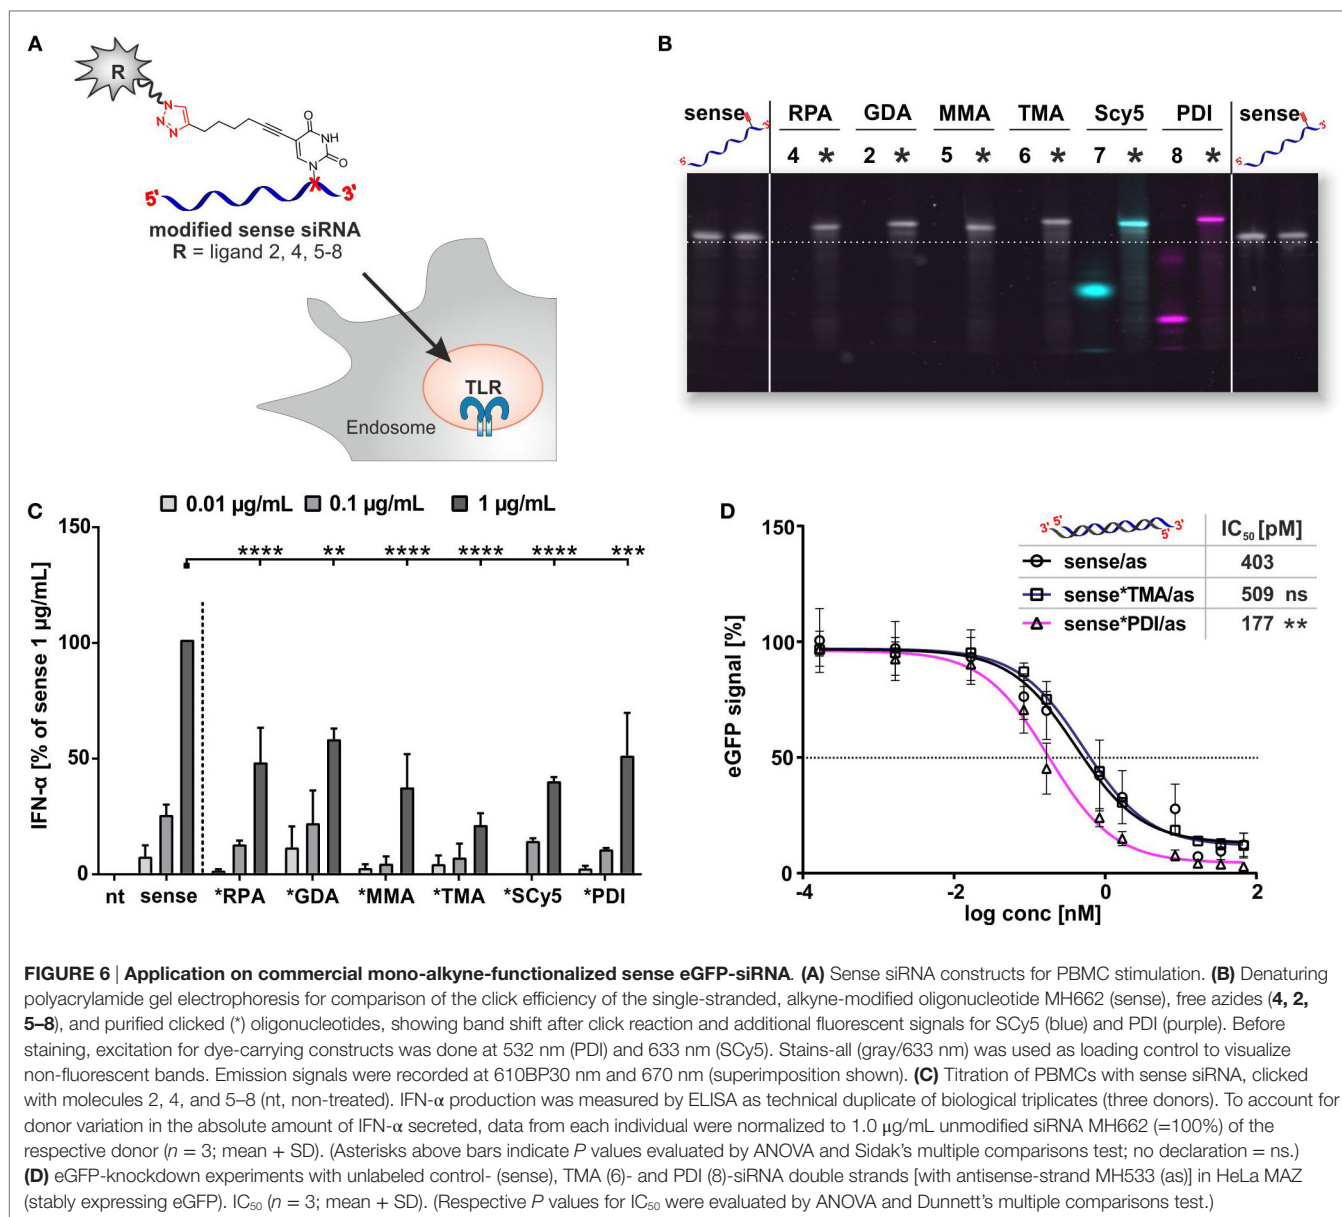 A
R
N
N
N
O
NH
N
O
5'
X
3'
modified sense siRNA
R = ligand 2, 4, 5-8
TLR
Endosome
B
sense
RPA
GDA
MMA
TMA
Scy5
PDI
sense
3'
5'
4 *
2 *
5 *
6 *
7 *
8 *
3'
5'
C
0.01 µg/mL
0.1 µg/mL
1 µg/mL
IFN-α [% of sense 1 µg/mL]
150
100
50
0
****
**
****
****
****
***
nt
sense
*RPA
*GDA
*MMA
*TMA
*SCy5
*PDI
D
3' 5'
5' 3'
IC50 [pM]
sense/as 403
sense*TMA/as 509 ns
sense*PDI/as 177 **
eGFP signal [%]
150
100
50
0
-4
-2
0
2
log conc [nM]
FIGURE 6 | Application on commercial mono-alkyne-functionalized sense eGFP-siRNA. (A) Sense siRNA constructs for PBMC stimulation. (B) Denaturing
polyacrylamide gel electrophoresis for comparison of the click efficiency of the single-stranded, alkyne-modified oligonucleotide MH662 (sense), free azides (4, 2,
5–8), and purified clicked (*) oligonucleotides, showing band shift after click reaction and additional fluorescent signals for SCy5 (blue) and PDI (purple). Before
staining, excitation for dye-carrying constructs was done at 532 nm (PDI) and 633 nm (SCy5). Stains-all (gray/633 nm) was used as loading control to visualize
non-fluorescent bands. Emission signals were recorded at 610BP30 nm and 670 nm (superimposition shown). (C) Titration of PBMCs with sense siRNA, clicked
with molecules 2, 4, and 5–8 (nt, non-treated). IFN-α production was measured by ELISA as technical duplicate of biological triplicates (three donors). To account for
donor variation in the absolute amount of IFN-α secreted, data from each individual were normalized to 1.0 µg/mL unmodified siRNA MH662 (=100%) of the
respective donor (n = 3; mean + SD). (Asterisks above bars indicate P values evaluated by ANOVA and Sidak's multiple comparisons test; no declaration = ns.)
(D) eGFP-knockdown experiments with unlabeled control- (sense), TMA (6)- and PDI (8)-siRNA double strands [with antisense-strand MH533 (as)] in HeLa MAZ
(stably expressing eGFP). IC50 (n = 3; mean + SD). (Respective P values for IC50 were evaluated by ANOVA and Dunnett's multiple comparisons test.)